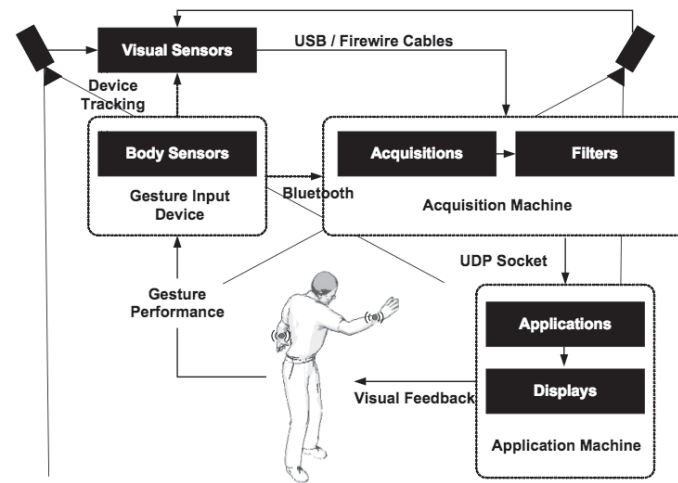 Visual Sensors
USB / Firewire Cables
Device
Tracking
Body Sensors
Gesture Input
Device
Bluetooth
Acquisitions
Filters
Acquisition Machine
UDP Socket
Gesture
Performance
Applications
Displays
Visual Feedback
Application Machine